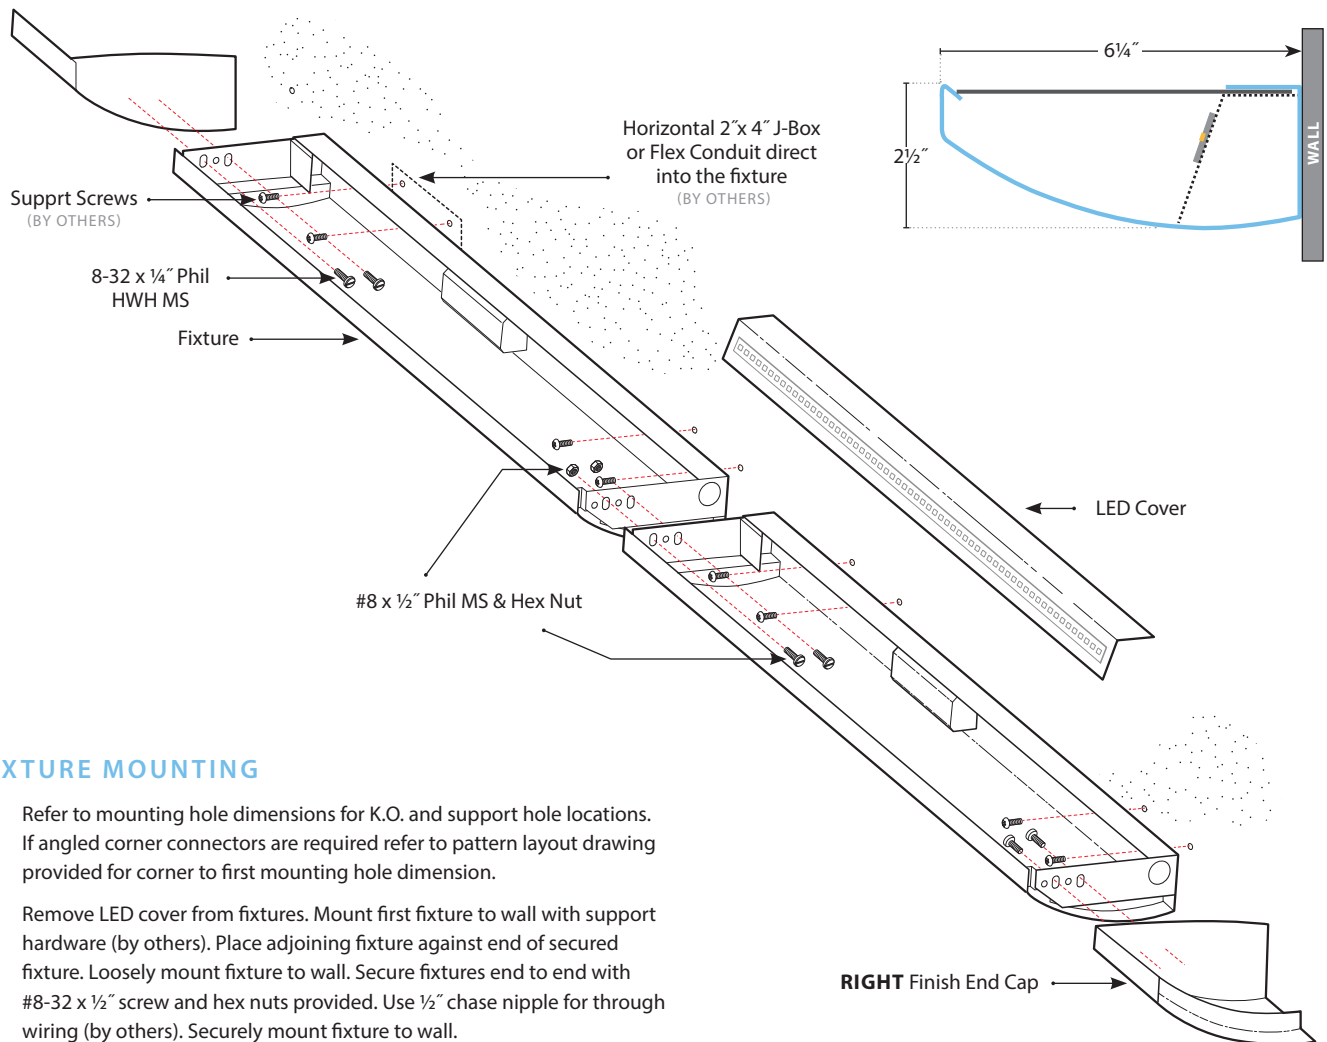 6¼˝
2½˝
WALL
Horizontal 2˝x 4˝ J-Box
or Flex Conduit direct
into the fixture
(BY OTHERS)
Supprt Screws
(BY OTHERS)
8-32 x ¼˝ Phil
HWH MS
Fixture
LED Cover
#8 x ½˝ Phil MS & Hex Nut
XTURE MOUNTING
Refer to mounting hole dimensions for K.O. and support hole locations.
If angled corner connectors are required refer to pattern layout drawing
provided for corner to first mounting hole dimension.
Remove LED cover from fixtures. Mount first fixture to wall with support
hardware (by others). Place adjoining fixture against end of secured
fixture. Loosely mount fixture to wall. Secure fixtures end to end with
#8-32 x ½˝ screw and hex nuts provided. Use ½˝ chase nipple for through
wiring (by others). Securely mount fixture to wall.
RIGHT Finish End Cap